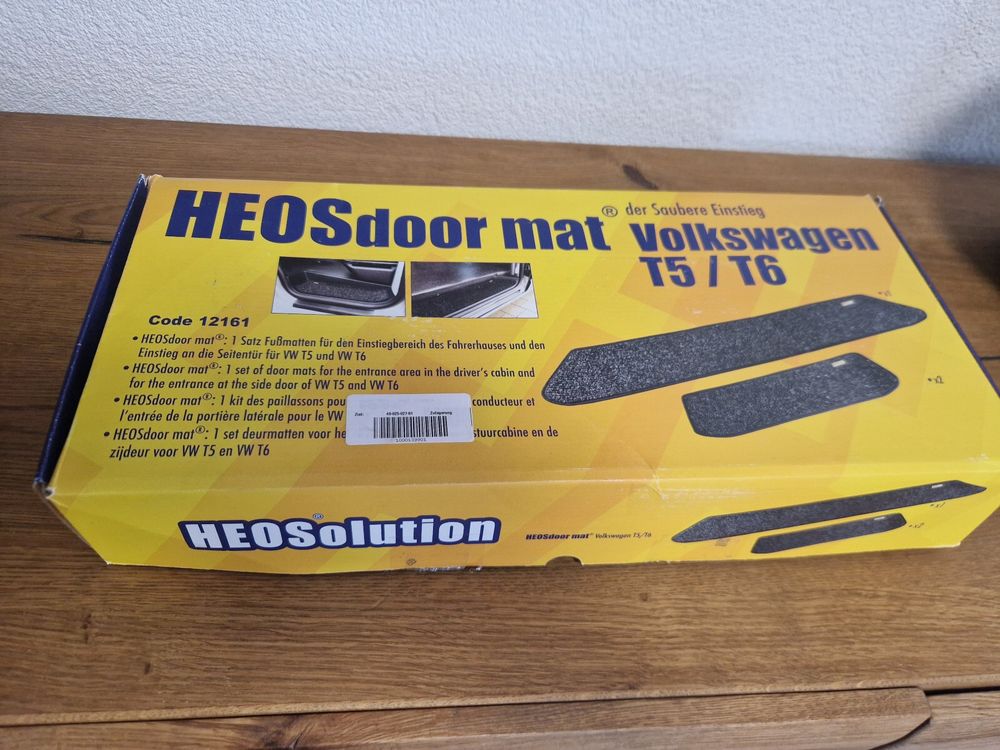 HEOSdoor mat® der Saubere Einstieg
Volkswagen
T5 / T6
Code 12161
• HEOSdoor mat®: 1 Satz Fußmatten für den Einstiegbereich des Fahrerhauses und den
Einstieg an die Seitentür für VW T5 und VW T6
• HEOSdoor mat®: 1 set of door mats for the entrance area in the driver's cabin and
for the entrance at the side door of VW T5 and VW T6
• HEOSdoor mat®: 1 kit des paillassons pou conducteur et
l'entrée de la portière latérale pour le VW
• HEOSdoor mat®: 1 set deurmatten voor he stuurcabine en de
zijdeur voor VW T5 en VW T6
Ziel: Zulagerung
1000139901
• x1
• x2
HEOSolution®
HEOSdoor mat® Volkswagen T5/T6
• x1
• x2